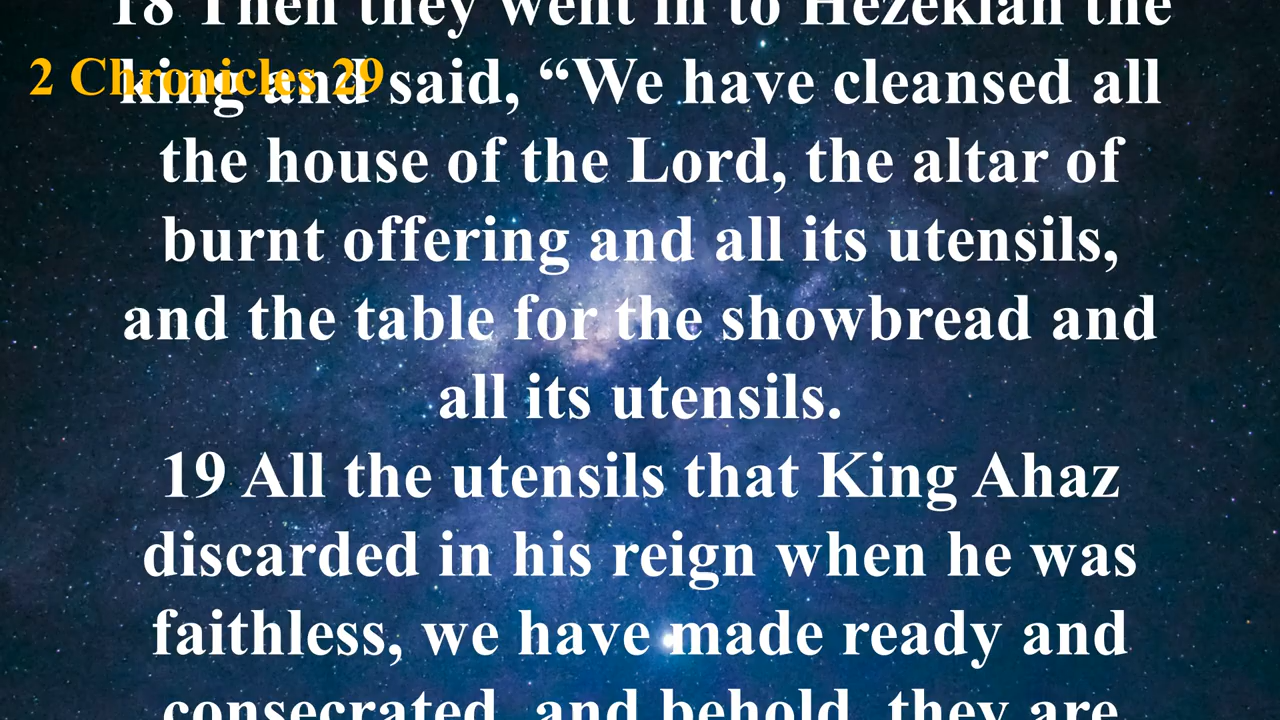 18 Then they went in to Hezekiah the
2 Chronicles 29
king and said, “We have cleansed all
the house of the Lord, the altar of
burnt offering and all its utensils,
and the table for the showbread and
all its utensils.
19 All the utensils that King Ahaz
discarded in his reign when he was
faithless, we have made ready and
consecrated, and behold, they are